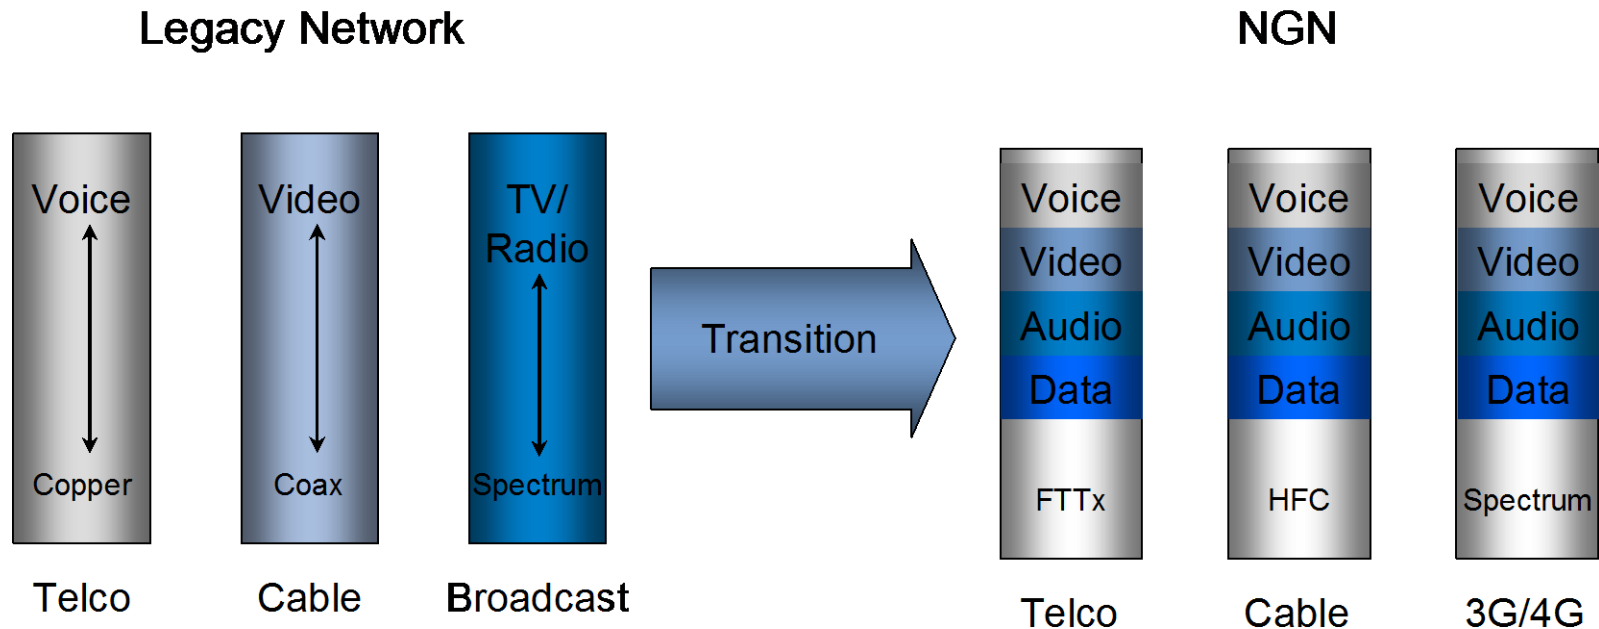 Legacy Network
NGN
Voice
Copper
Telco
Video
Coax
Cable
TV/
Radio
Spectrum
Broadcast
Transition
Voice
Video
Audio
Data
FTTx
Telco
Voice
Video
Audio
Data
HFC
Cable
Voice
Video
Audio
Data
Spectrum
3G/4G